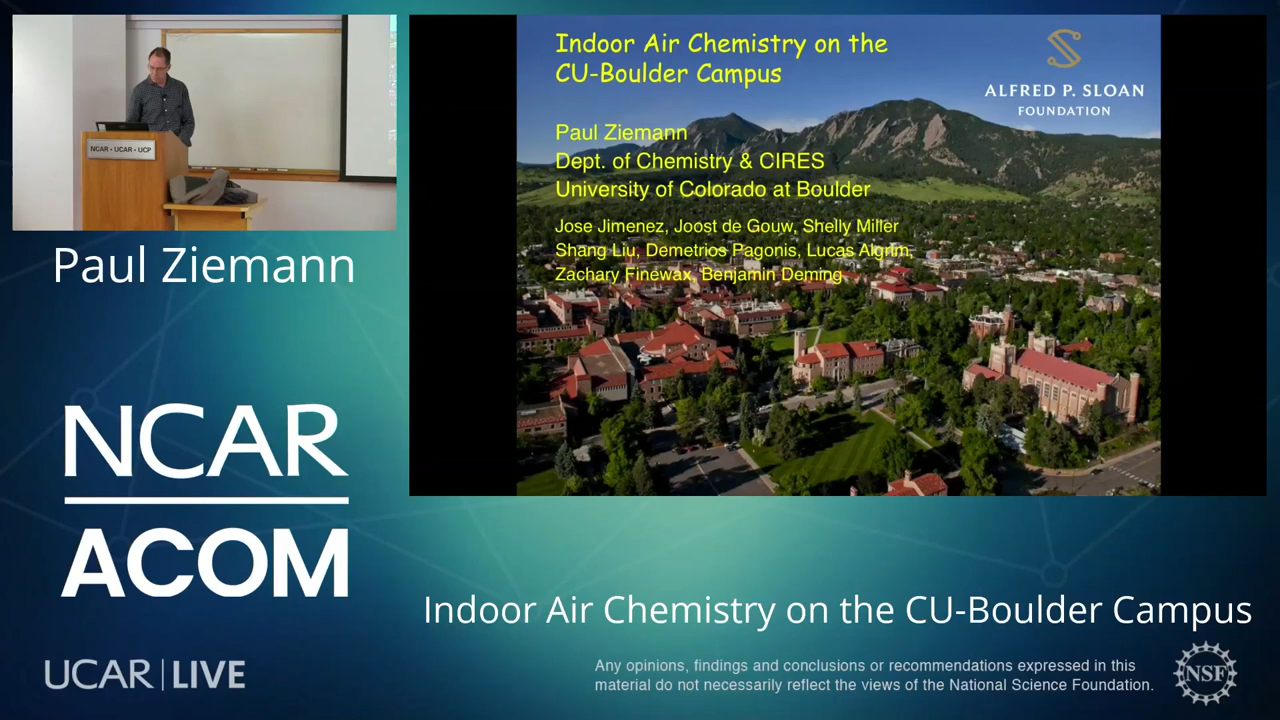 NCAR • UCAR • UCP
Paul Ziemann
NCAR
ACOM
UCAR | LIVE
Indoor Air Chemistry on the
CU-Boulder Campus
ALFRED P. SLOAN
FOUNDATION
Paul Ziemann
Dept. of Chemistry & CIRES
University of Colorado at Boulder
Jose Jimenez, Joost de Gouw, Shelly Miller
Shang Liu, Demetrios Pagonis, Lucas Algrim,
Zachary Finewax, Benjamin Deming
Indoor Air Chemistry on the CU-Boulder Campus
Any opinions, findings and conclusions or recommendations expressed in this
material do not necessarily reflect the views of the National Science Foundation.
NSF